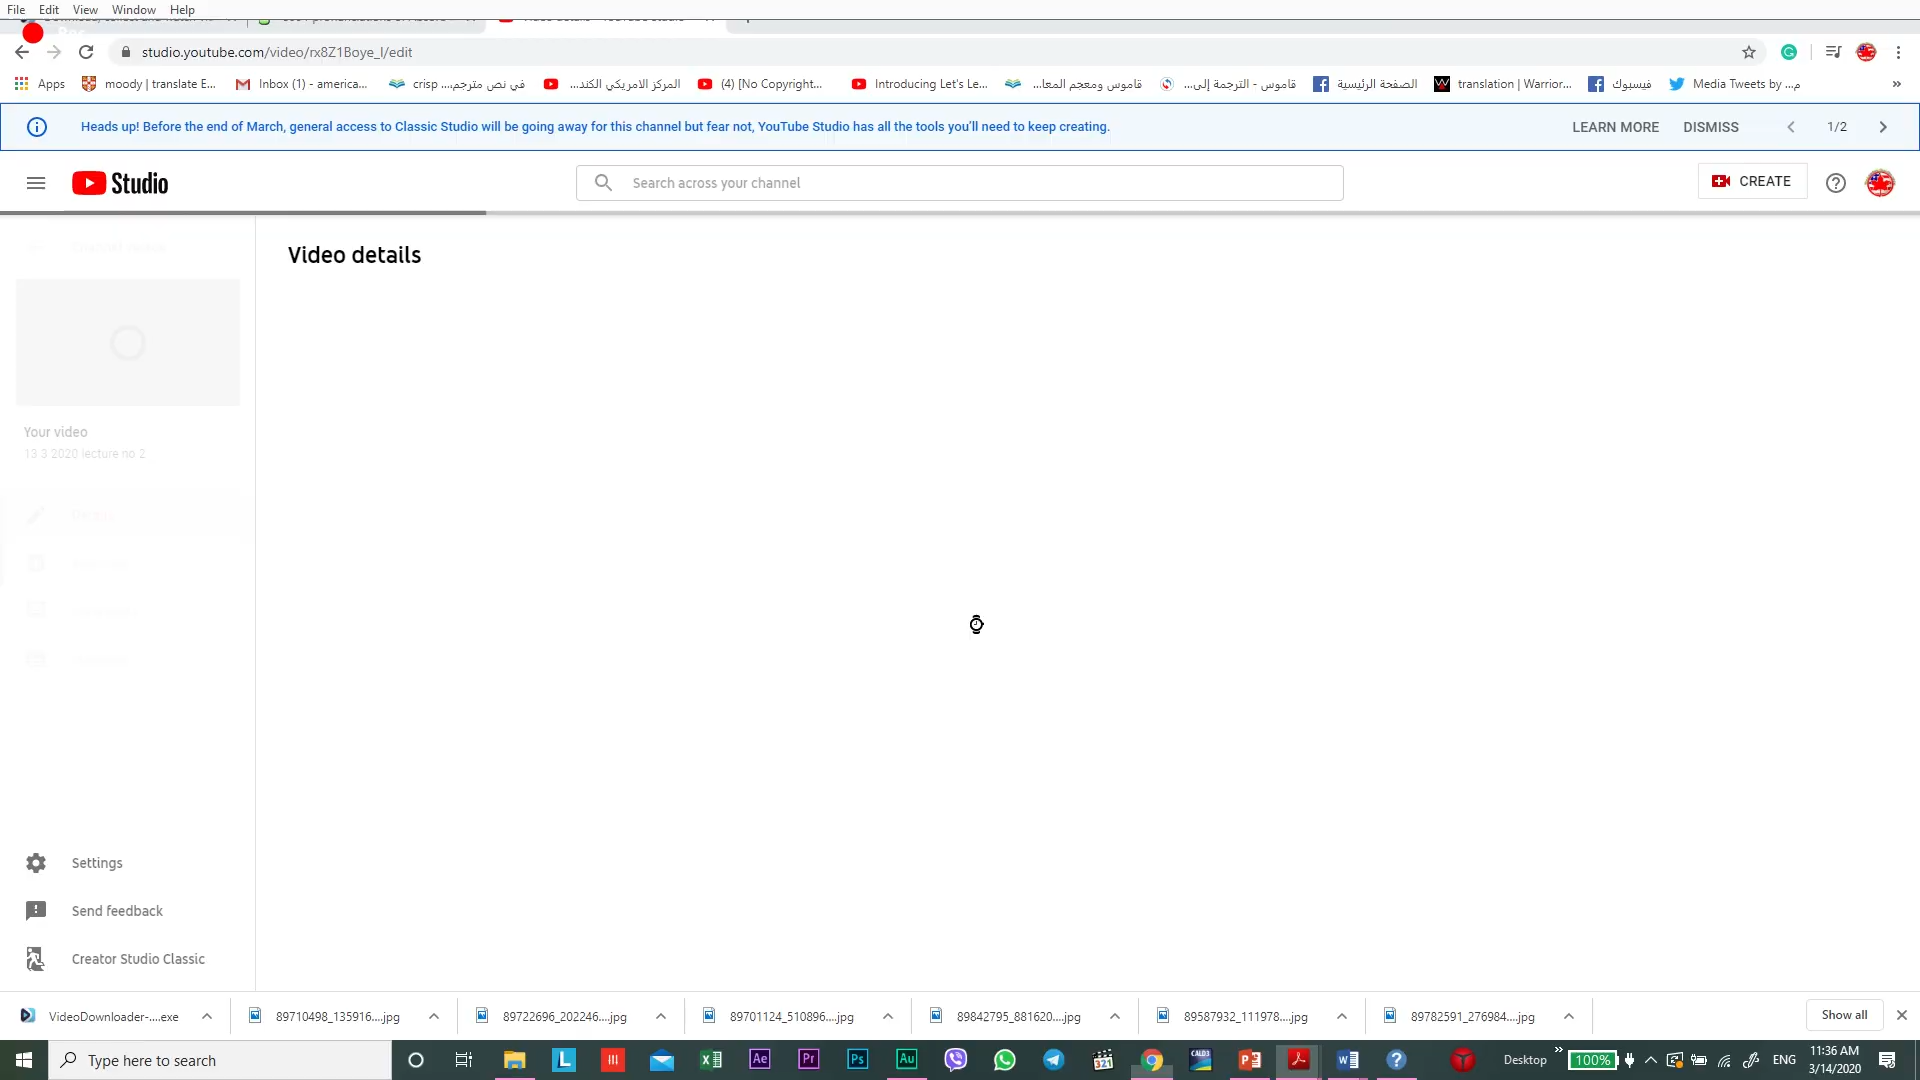 File Edit View Window Help
studio.youtube.com/video/rx8Z1Boye_I/edit
Apps moody | translate E... Inbox (1) - america... crisp ...في نص مترجم، ...المركز الامريكي الكند (4) [No Copyright... Introducing Let's Le... ...قاموس ومعجم المعا ...قاموس - الترجمة إلى الصفحة الرئيسية translation | Warrior... فيسبوك Media Tweets by ...م »
Heads up! Before the end of March, general access to Classic Studio will be going away for this channel but fear not, YouTube Studio has all the tools you'll need to keep creating. LEARN MORE DISMISS 1/2
Studio Search across your channel CREATE
Video details
Your video
13 3 2020 lecture no 2
Settings
Send feedback
Creator Studio Classic
VideoDownloader-....exe 89710498_135916....jpg 89722696_202246....jpg 89701124_510896....jpg 89842795_881620....jpg 89587932_111978....jpg 89782591_276984....jpg Show all
Type here to search Desktop » 100% ENG 11:36 AM
3/14/2020